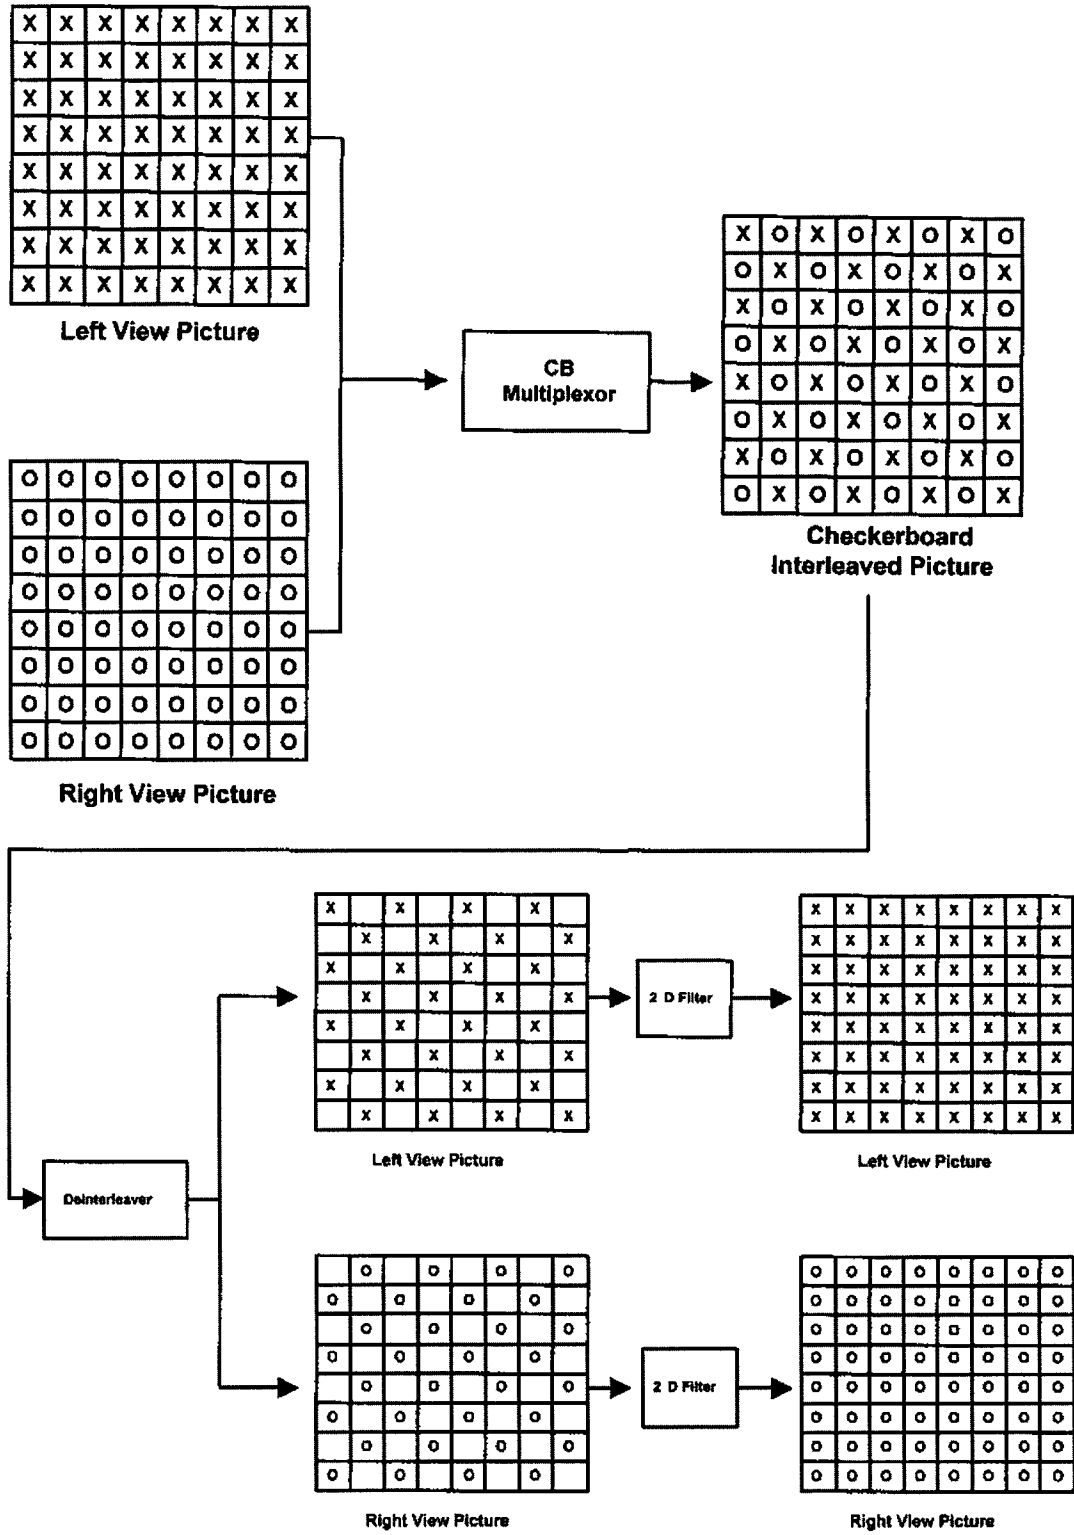 X X X X X X X X
X X X X X X X X
X X X X X X X X
X X X X X X X X
X X X X X X X X
X X X X X X X X
X X X X X X X X
X X X X X X X X
Left View Picture
O O O O O O O O
O O O O O O O O
O O O O O O O O
O O O O O O O O
O O O O O O O O
O O O O O O O O
O O O O O O O O
O O O O O O O O
Right View Picture
CB
Multiplexor
X O X O X O X O
O X O X O X O X
X O X O X O X O
O X O X O X O X
X O X O X O X O
O X O X O X O X
X O X O X O X O
O X O X O X O X
Checkerboard
Interleaved Picture
Deinterleaver
X X X X
X X X X
X X X X
X X X X
X X X X
X X X X
X X X X
X X X X
Left View Picture
2 D Filter
X X X X X X X X
X X X X X X X X
X X X X X X X X
X X X X X X X X
X X X X X X X X
X X X X X X X X
X X X X X X X X
X X X X X X X X
Left View Picture
O O O O
O O O O
O O O O
O O O O
O O O O
O O O O
O O O O
O O O O
Right View Picture
2 D Filter
O O O O O O O O
O O O O O O O O
O O O O O O O O
O O O O O O O O
O O O O O O O O
O O O O O O O O
O O O O O O O O
O O O O O O O O
Right View Picture